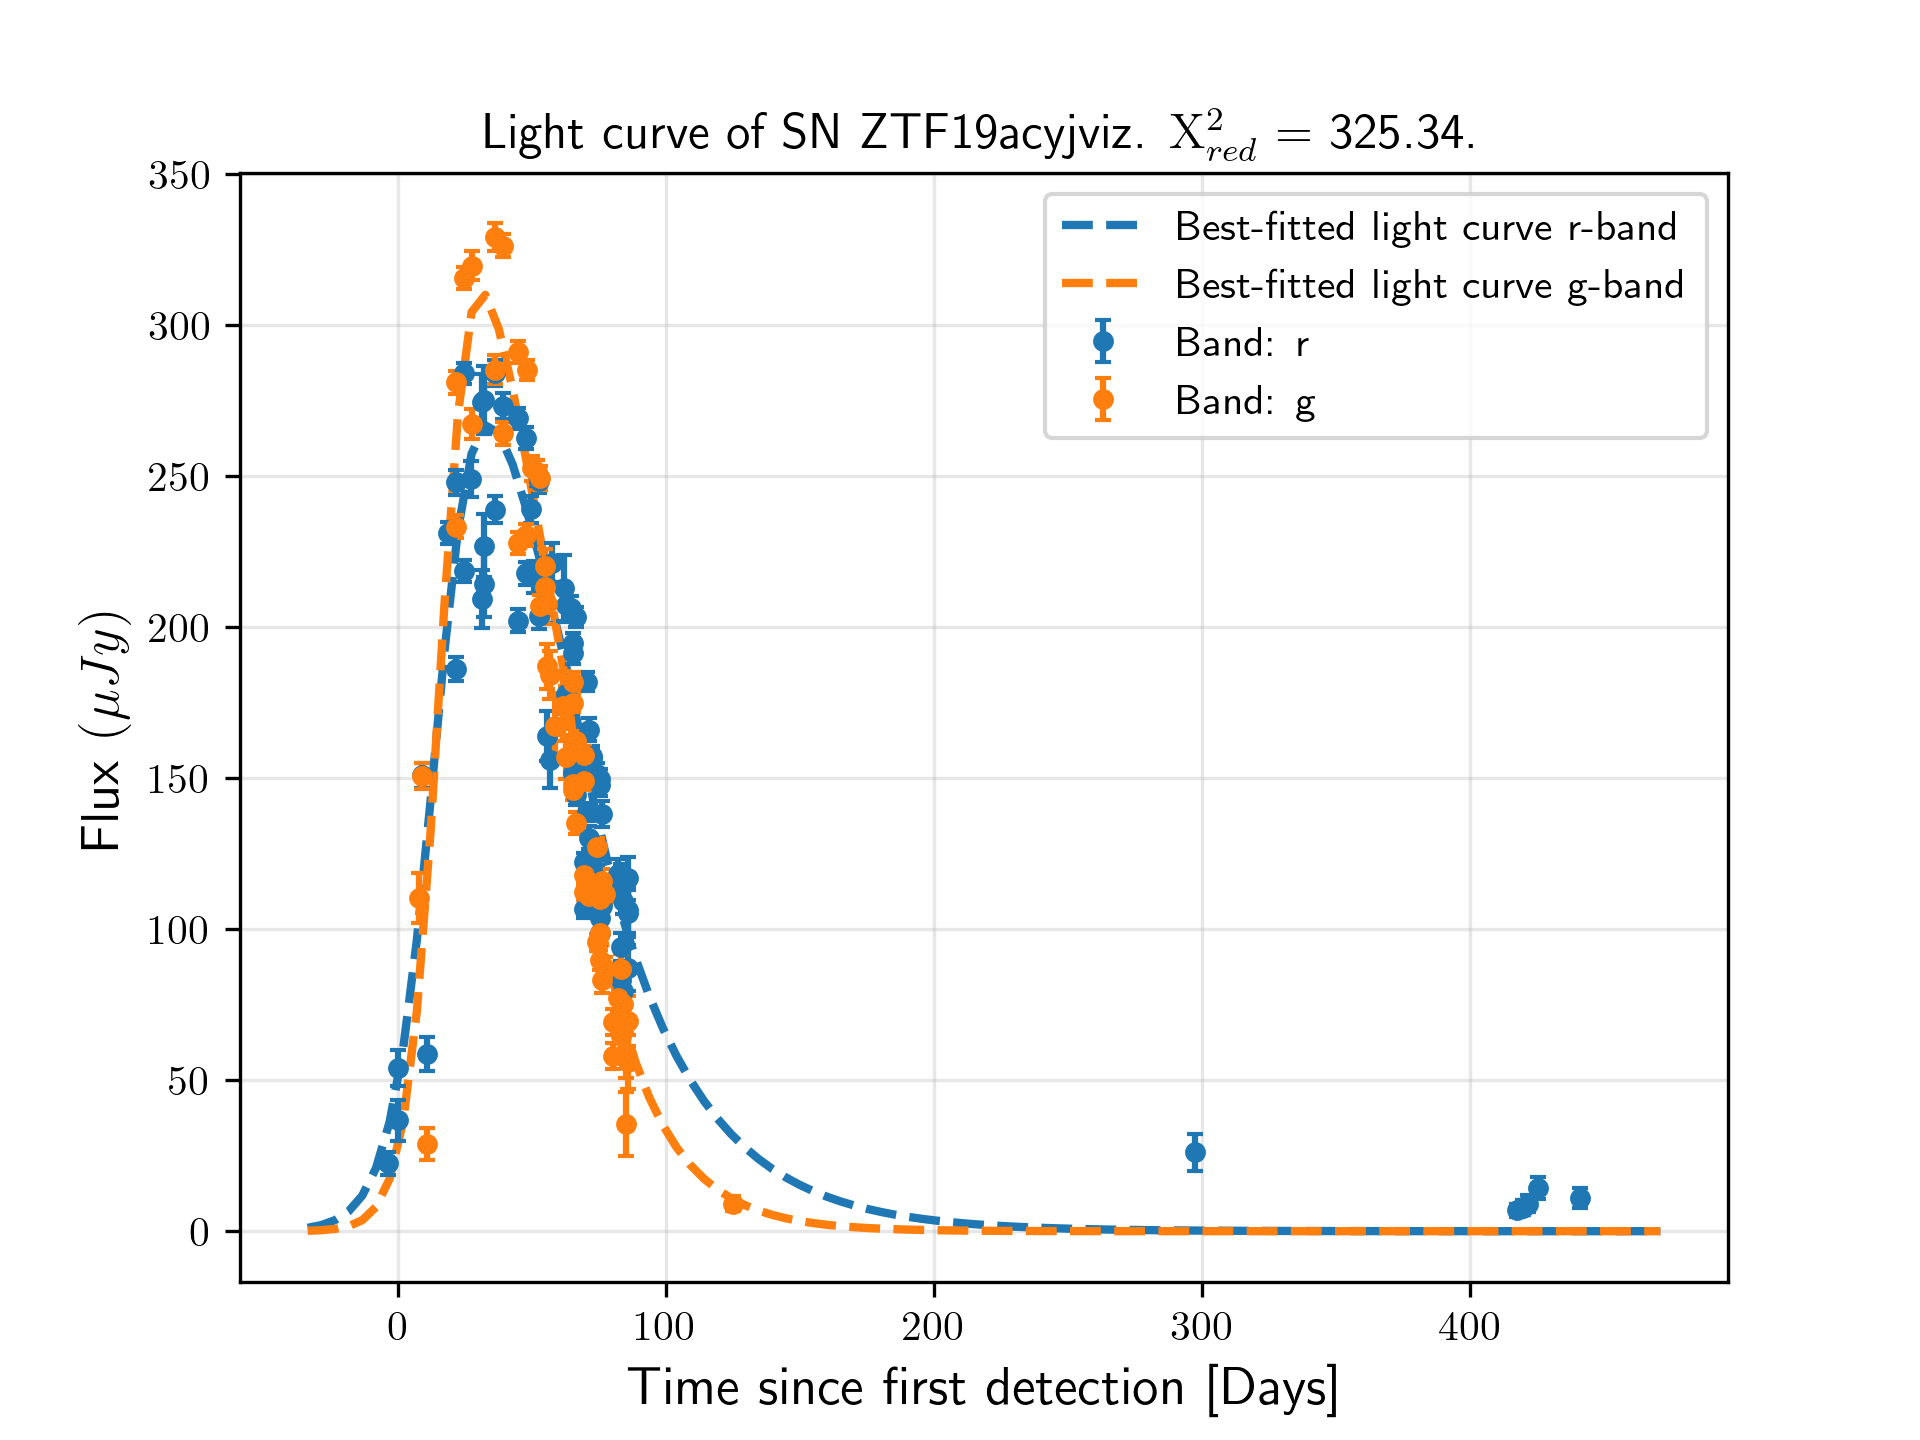 Light curve of SN ZTF19acyjviz. X²red = 325.34.
350
300
250
200
150
100
50
0
Flux (μJy)
Best-fitted light curve r-band
Best-fitted light curve g-band
Band: r
Band: g
0 100 200 300 400
Time since first detection [Days]